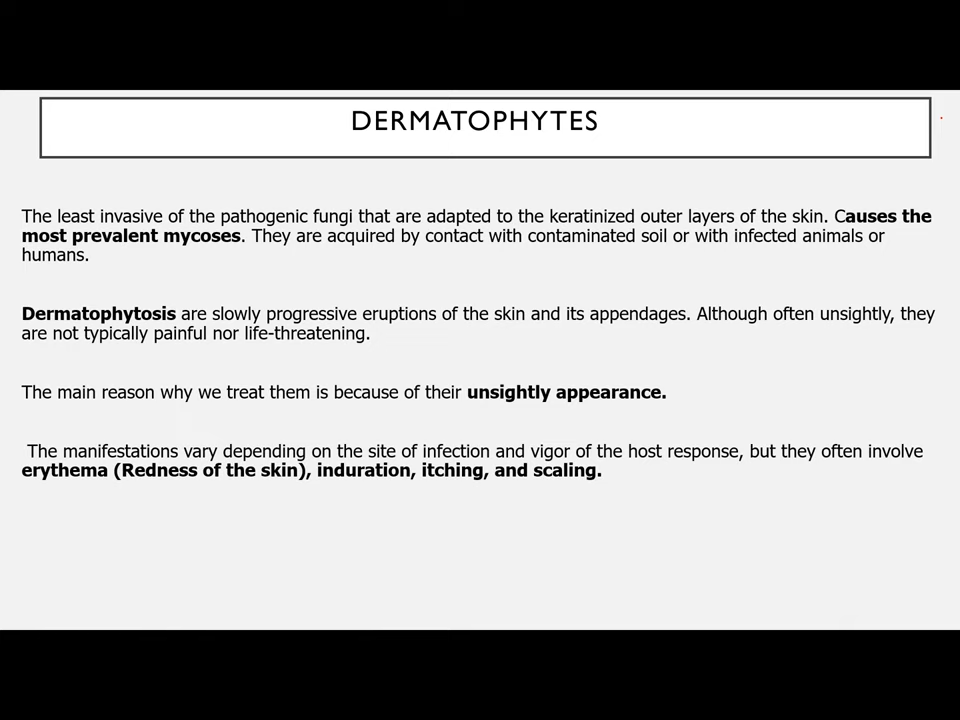 DERMATOPHYTES
The least invasive of the pathogenic fungi that are adapted to the keratinized outer layers of the skin. Causes the
most prevalent mycoses. They are acquired by contact with contaminated soil or with infected animals or
humans.
Dermatophytosis are slowly progressive eruptions of the skin and its appendages. Although often unsightly, they
are not typically painful nor life-threatening.
The main reason why we treat them is because of their unsightly appearance.
The manifestations vary depending on the site of infection and vigor of the host response, but they often involve
erythema (Redness of the skin), induration, itching, and scaling.